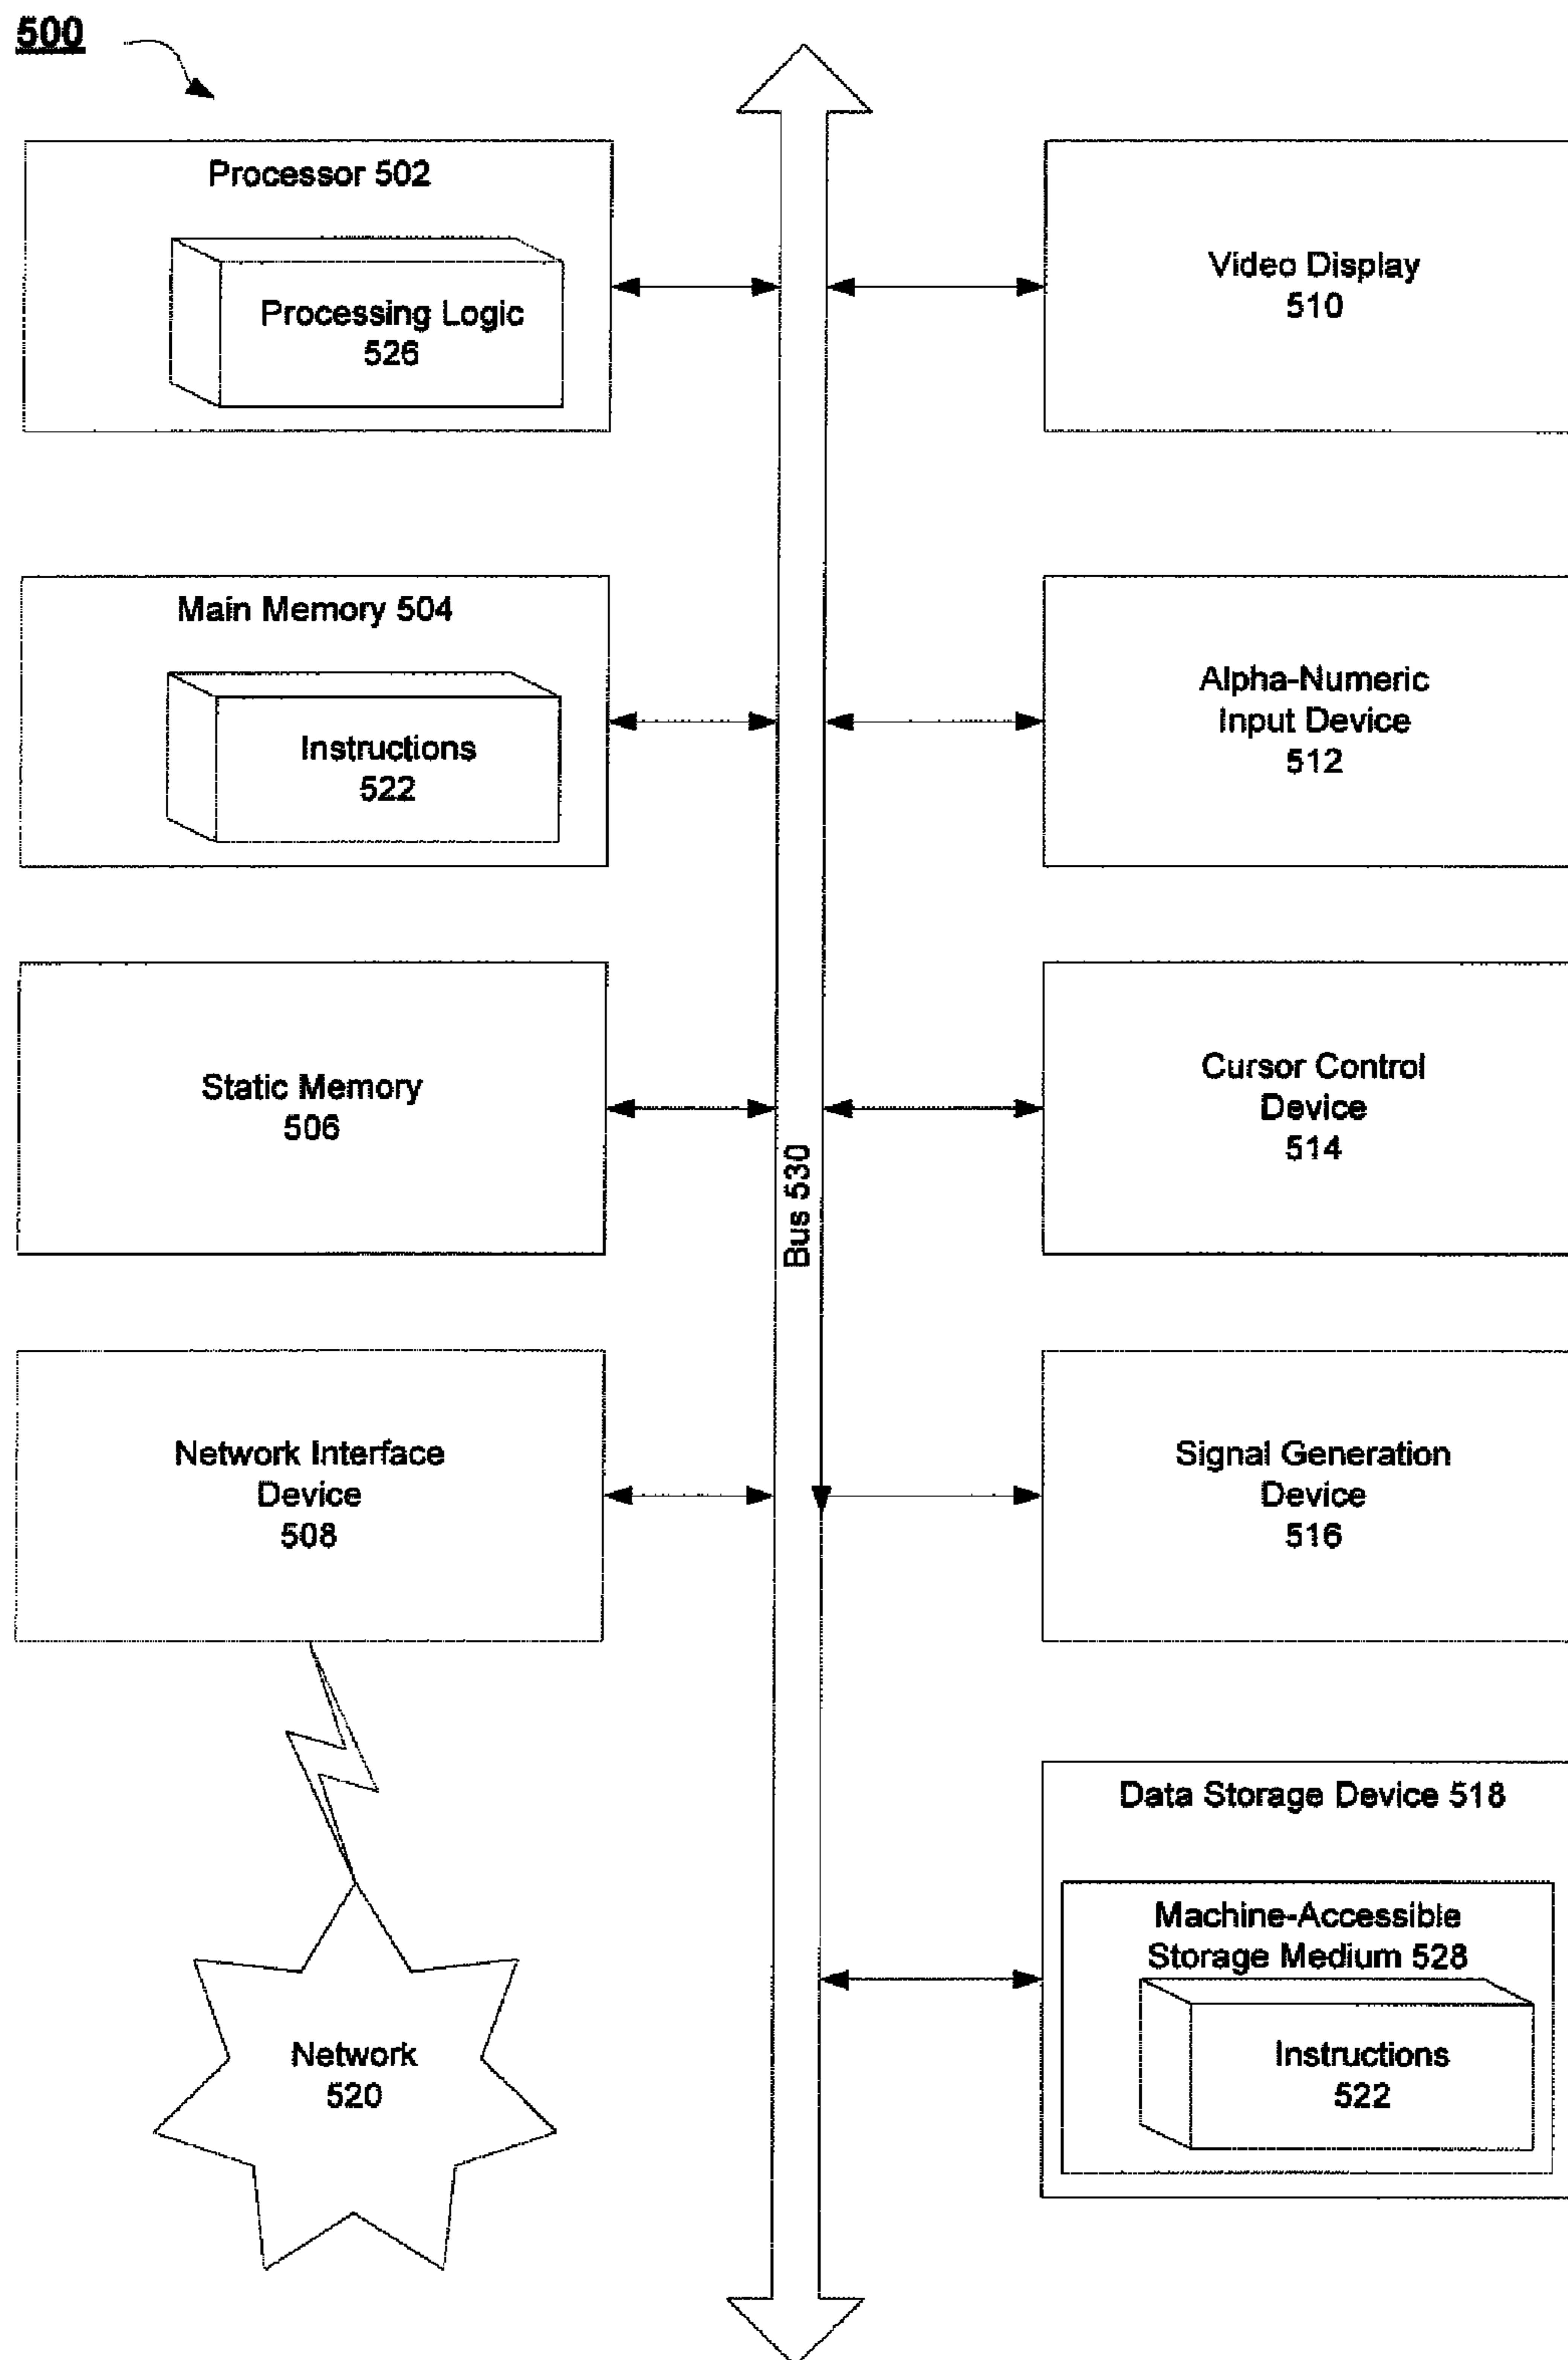 500
Processor 502
Processing Logic
526
Video Display
510
Main Memory 504
Instructions
522
Alpha-Numeric
Input Device
512
Static Memory
506
Cursor Control
Device
514
Bus 530
Network Interface
Device
508
Signal Generation
Device
516
Data Storage Device 518
Machine-Accessible
Storage Medium 528
Instructions
522
Network
520